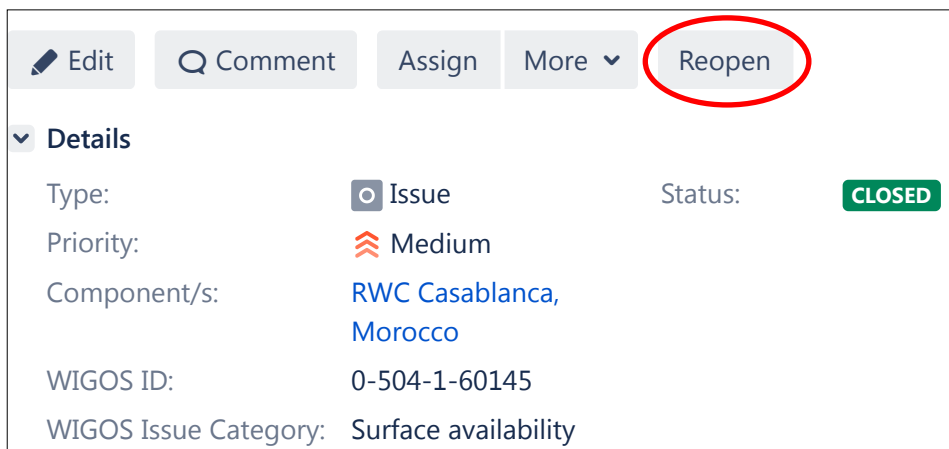 Edit Comment Assign More Reopen
Details
Type: Issue Status: CLOSED
Priority: Medium
Component/s: RWC Casablanca,
Morocco
WIGOS ID: 0-504-1-60145
WIGOS Issue Category: Surface availability